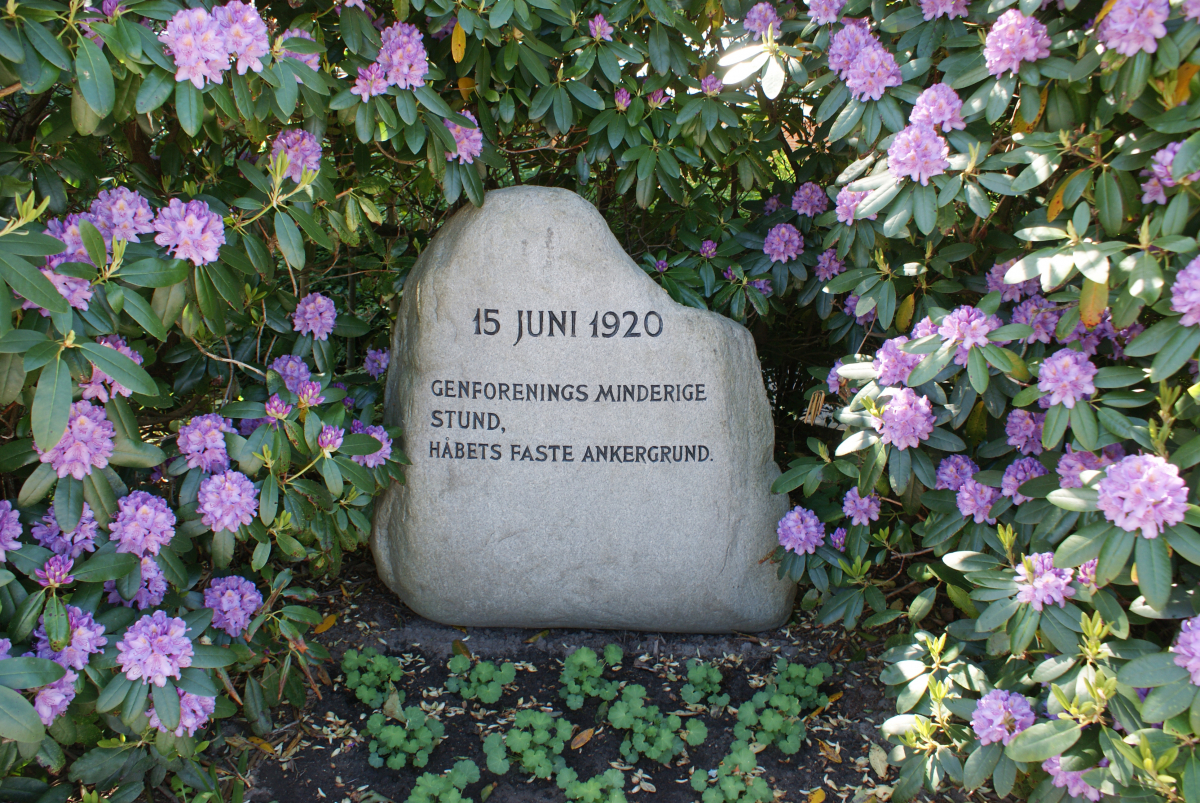 15 JUNI 1920
GENFORENINGS MINDERIGE
STUND,
HÅBETS FASTE ANKERGRUND.